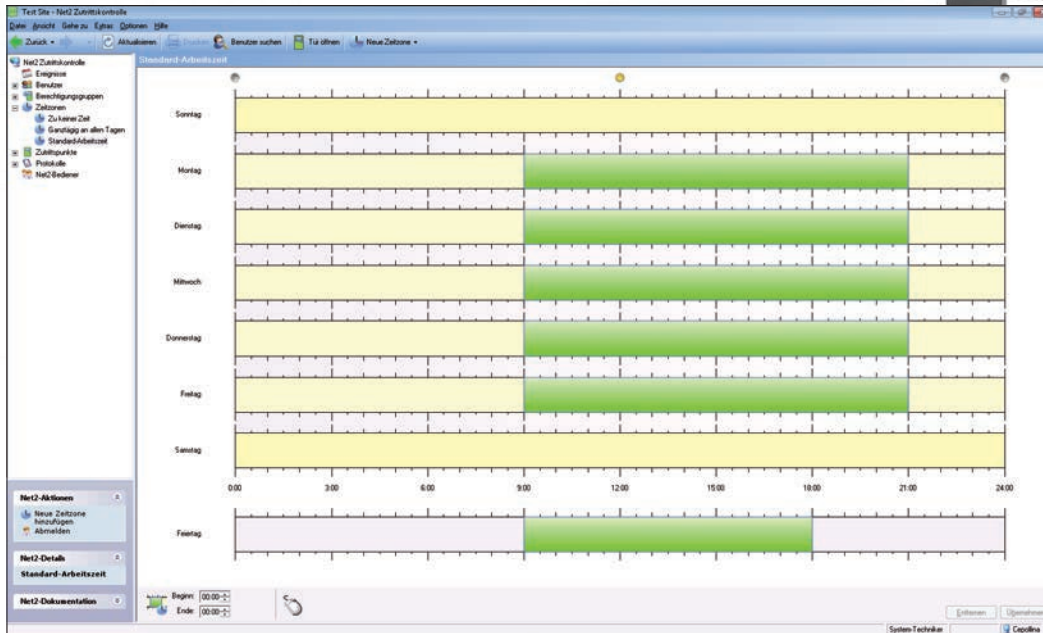 Test Site - Net2 Zutrittskontrolle
Datei Ansicht Gehe zu Extras Optionen Hilfe
Zurück Aktualisieren Drucken Benutzer suchen Tür öffnen Neue Zeitzone
Net2 Zutrittskontrolle
Ereignisse
Benutzer
Berechtigungsgruppen
Zeitzonen
Zu keiner Zeit
Ganztägig an allen Tagen
Standard-Arbeitszeit
Zutrittspunkte
Protokolle
Net2-Bediener
Standard-Arbeitszeit
Sonntag
Montag
Dienstag
Mittwoch
Donnerstag
Freitag
Samstag
0:00 3:00 6:00 9:00 12:00 15:00 18:00 21:00 24:00
Feiertag
Net2-Aktionen
Neue Zeitzone
hinzufügen
Abmelden
Net2-Details
Standard-Arbeitszeit
Net2-Dokumentation
Beginn: 00:00
Ende: 00:00
Entfernen Übernehmen
System-Techniker Cepollina